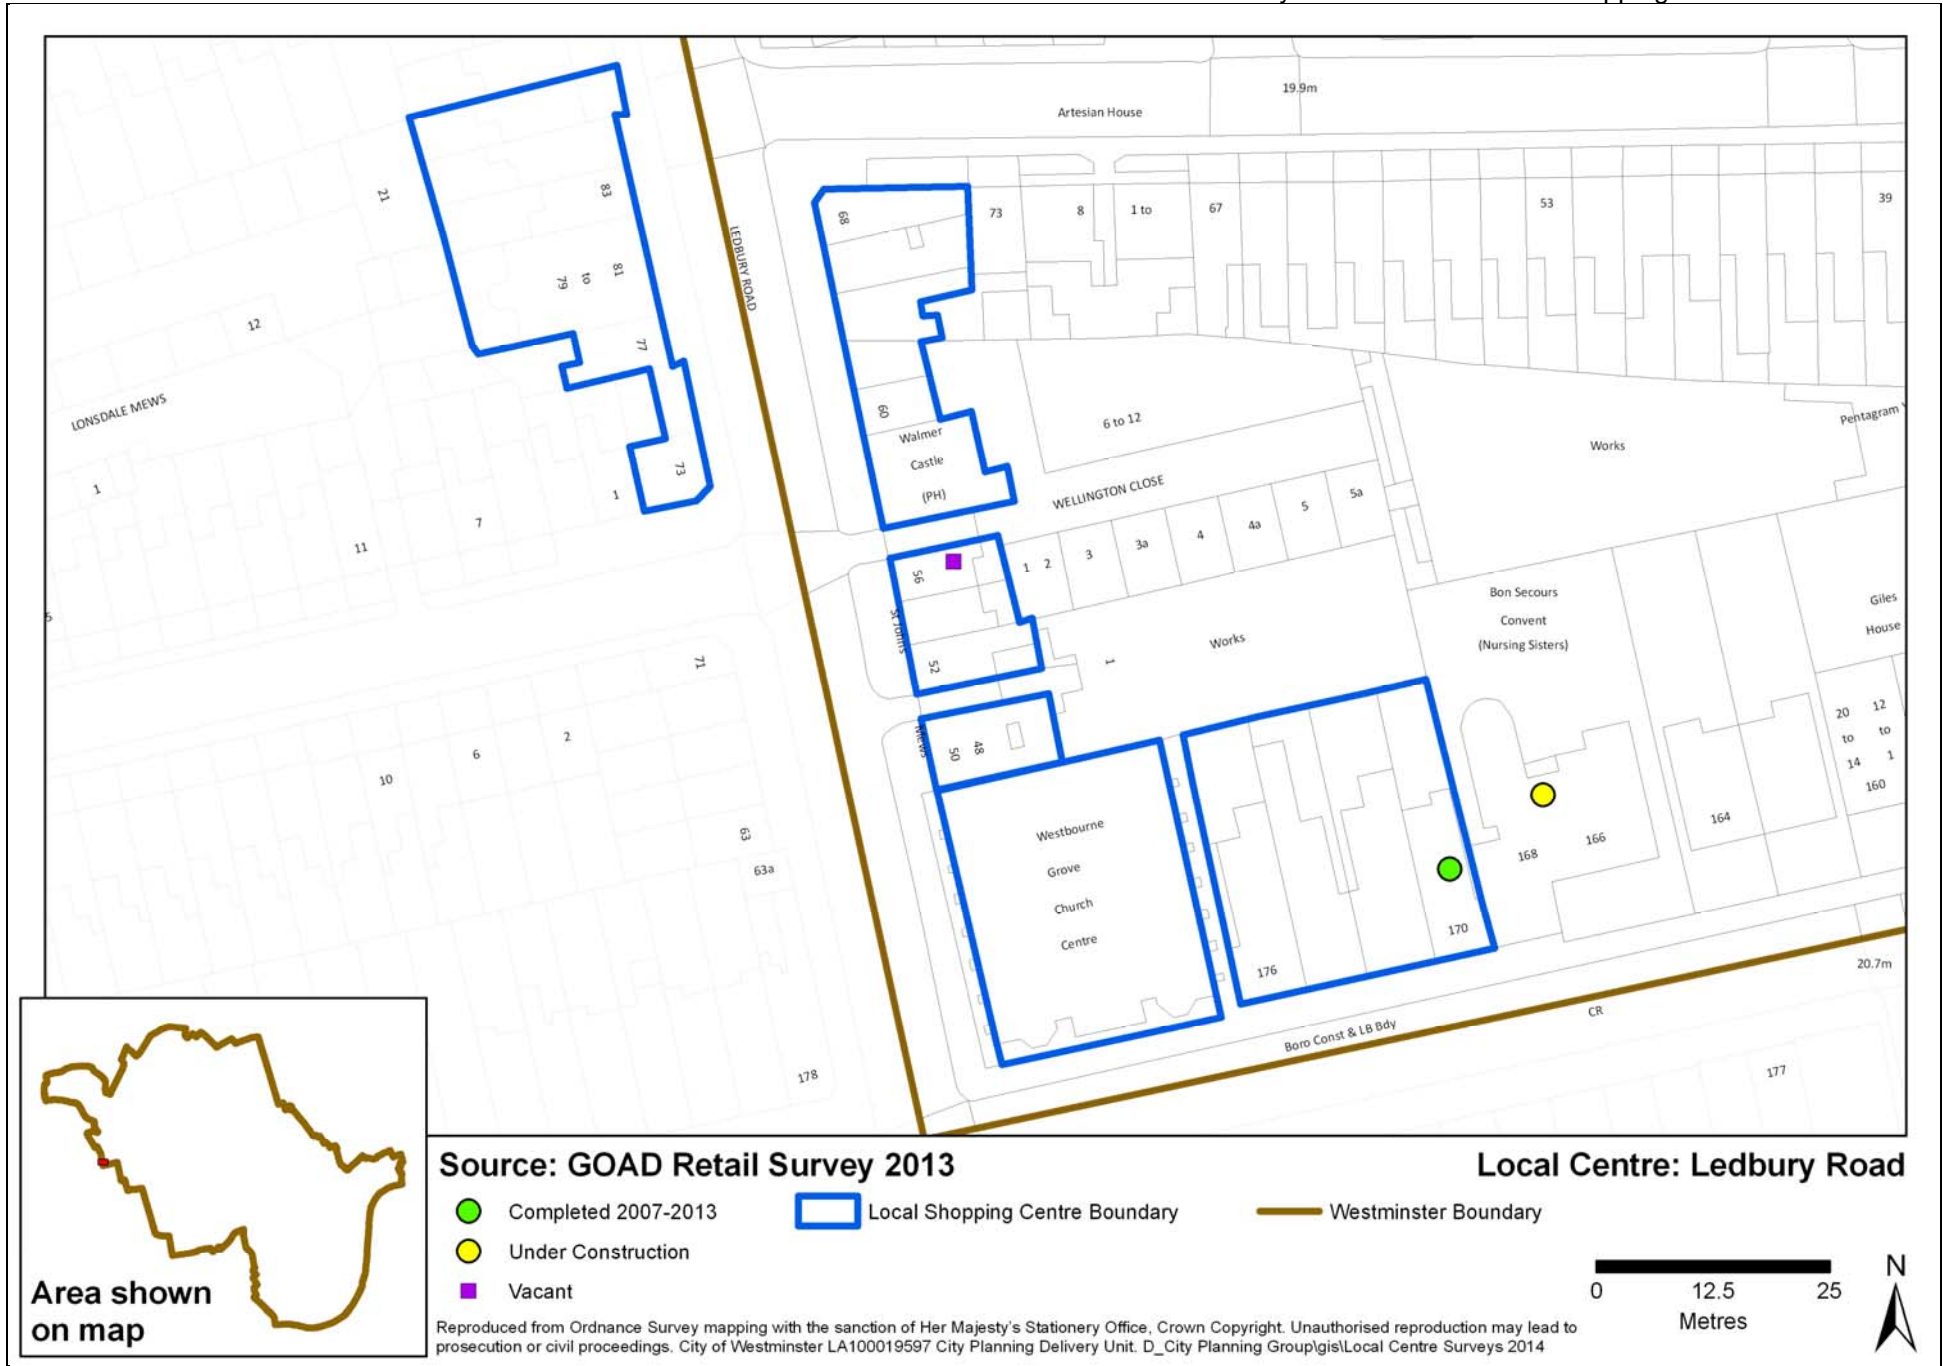 Artesian House
19.9m
21
83
68
73
8
1 to
67
53
39
LEDBURY ROAD
79
to
81
12
77
LONSDALE MEWS
60
Walmer
Castle
(PH)
6 to 12
Works
Pentagram
1
73
1
7
11
WELLINGTON CLOSE
1
2
3
3a
4
4a
5
5a
56
St Johns
52
Mews
50
48
1
Works
Bon Secours
Convent
(Nursing Sisters)
Giles
House
5
71
2
6
10
63
63a
178
Westbourne
Grove
Church
Centre
176
170
168
166
164
20
to
14
12
to
1
160
20.7m
Boro Const & LB Bdy
CR
177
Area shown
on map
Source: GOAD Retail Survey 2013
Local Centre: Ledbury Road
Completed 2007-2013
Local Shopping Centre Boundary
Westminster Boundary
Under Construction
Vacant
0 12.5 25
Metres
N
Reproduced from Ordnance Survey mapping with the sanction of Her Majesty's Stationery Office, Crown Copyright. Unauthorised reproduction may lead to
prosecution or civil proceedings. City of Westminster LA100019597 City Planning Delivery Unit. D_City Planning Group\gis\Local Centre Surveys 2014